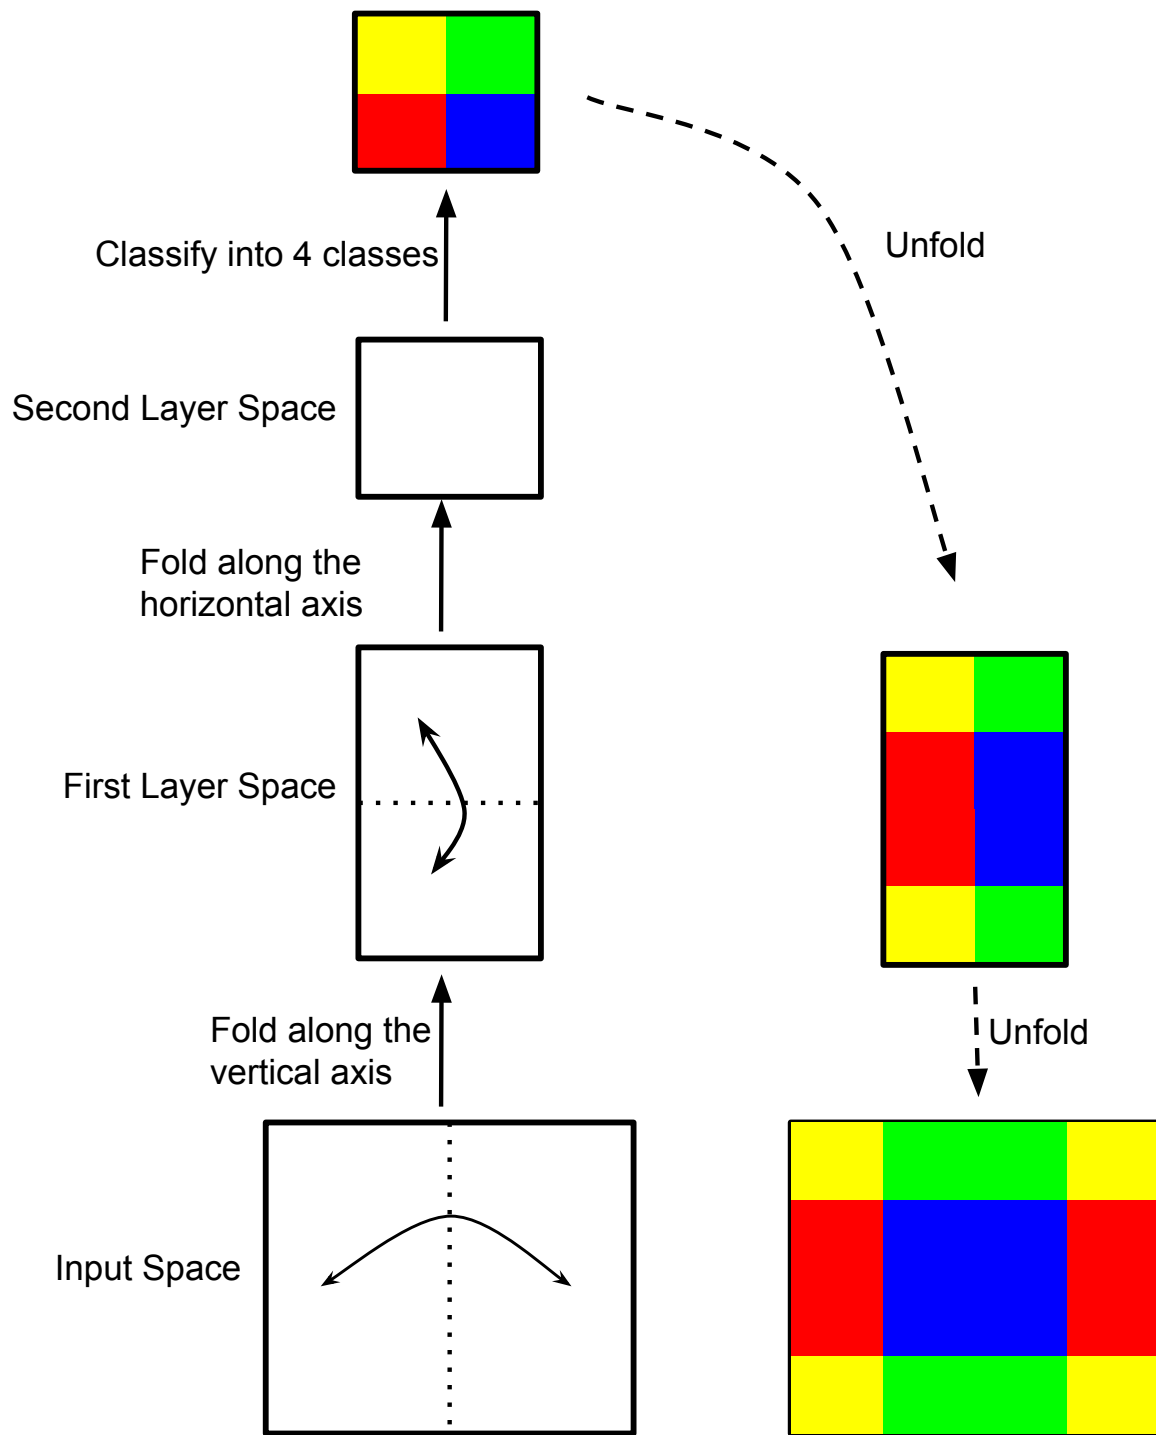 Classify into 4 classes
Unfold
Second Layer Space
Fold along the
horizontal axis
First Layer Space
Fold along the
vertical axis
Unfold
Input Space